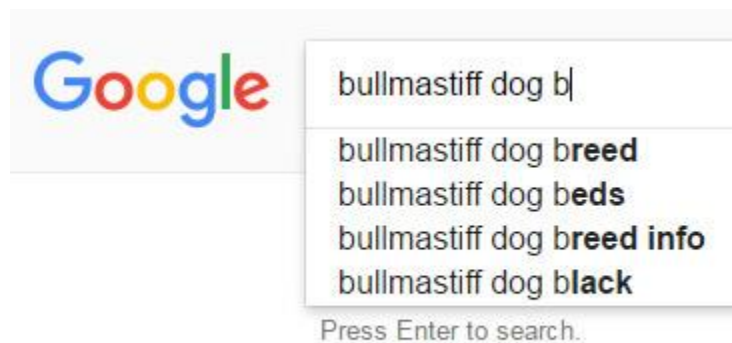 Google
bullmastiff dog b
bullmastiff dog breed
bullmastiff dog beds
bullmastiff dog breed info
bullmastiff dog black
Press Enter to search.